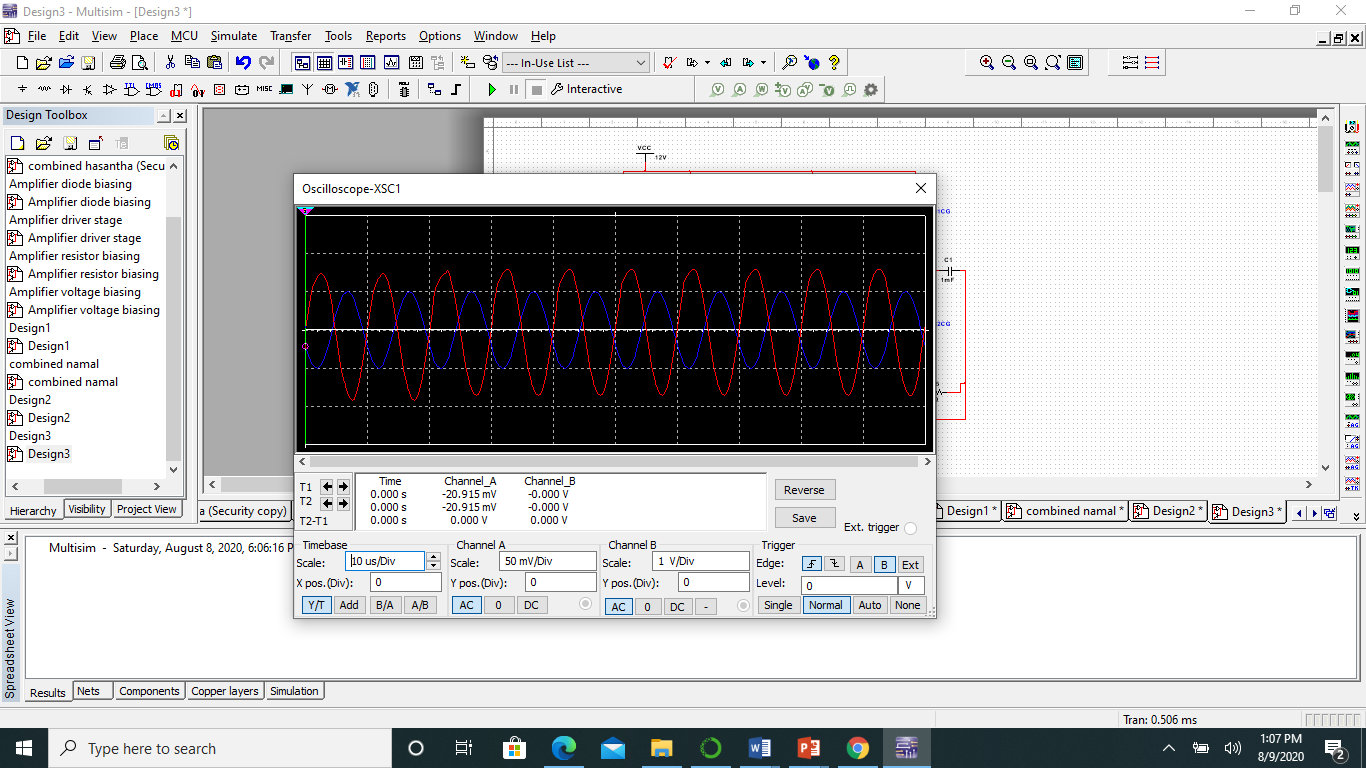 Design3 - Multisim - [Design3 *]
File Edit View Place MCU Simulate Transfer Tools Reports Options Window Help
--- In-Use List ---
MISC
Interactive
Design Toolbox
combined hasantha (Secu
Amplifier diode biasing
Amplifier diode biasing
Amplifier driver stage
Amplifier driver stage
Amplifier resistor biasing
Amplifier resistor biasing
Amplifier voltage biasing
Amplifier voltage biasing
Design1
Design1
combined namal
combined namal
Design2
Design2
Design3
Design3
Hierarchy Visibility Project View
VCC
12V
1CG
C1
1mF
2CG
Oscilloscope-XSC1
Time Channel_A Channel_B
T1 0.000 s -20.915 mV -0.000 V
T2 0.000 s -20.915 mV -0.000 V
T2-T1 0.000 s 0.000 V 0.000 V
Reverse
Save
Ext. trigger
Timebase
Scale: 10 us/Div
X pos.(Div): 0
Y/T Add B/A A/B
Channel A
Scale: 50 mV/Div
Y pos.(Div): 0
AC 0 DC
Channel B
Scale: 1 V/Div
Y pos.(Div): 0
AC 0 DC -
Trigger
Edge: A B Ext
Level: 0 V
Single Normal Auto None
a (Security copy) Design1 * combined namal * Design2 * Design3 *
Multisim - Saturday, August 8, 2020, 6:06:16 P
Spreadsheet View
Results Nets Components Copper layers Simulation
Tran: 0.506 ms
Type here to search
1:07 PM
8/9/2020
2